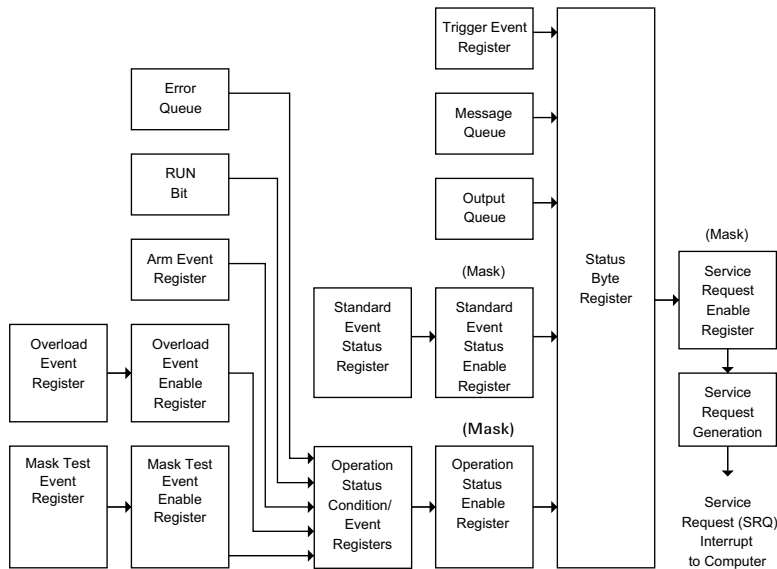 Trigger Event
Register
Error
Queue
Message
Queue
RUN
Bit
Output
Queue
Arm Event
Register
(Mask)
Standard
Event
Status
Register
Standard
Event
Status
Enable
Register
Status
Byte
Register
(Mask)
Service
Request
Enable
Register
Overload
Event
Register
Overload
Event
Enable
Register
Service
Request
Generation
(Mask)
Mask Test
Event
Register
Mask Test
Event
Enable
Register
Operation
Status
Condition/
Event
Registers
Operation
Status
Enable
Register
Service
Request (SRQ)
Interrupt
to Computer